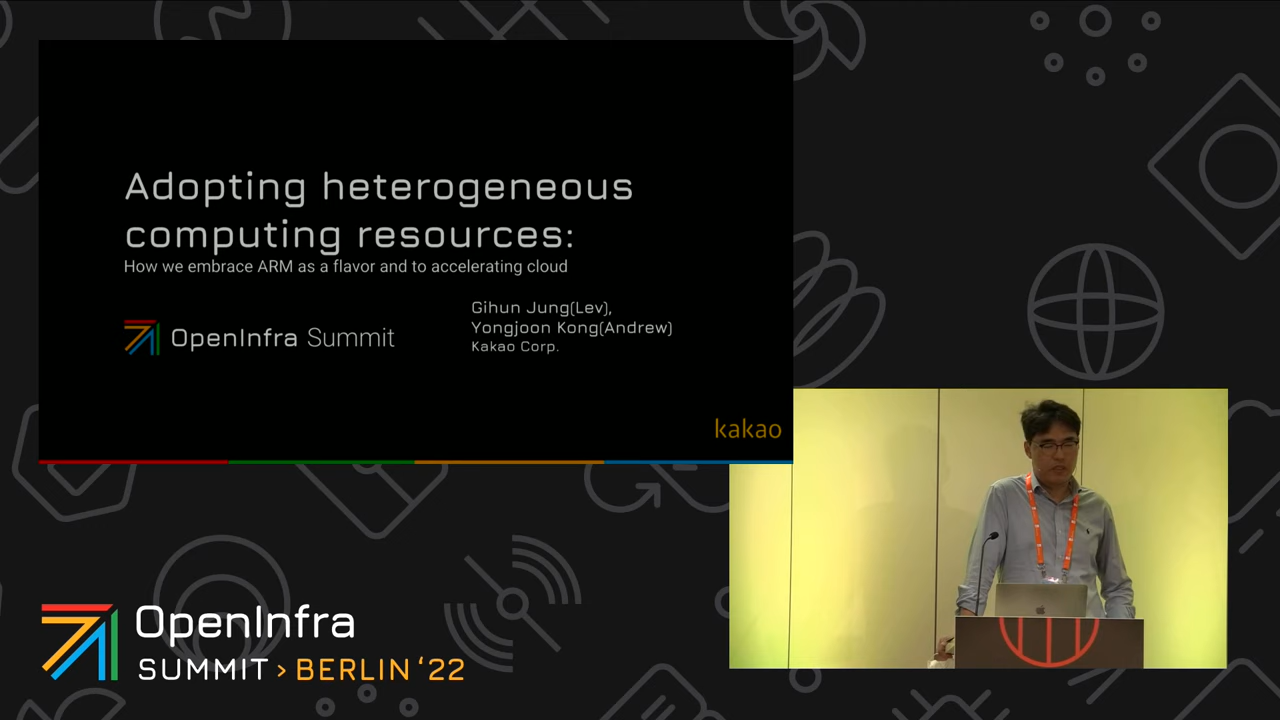 Adopting heterogeneous
computing resources:
How we embrace ARM as a flavor and to accelerating cloud
OpenInfra Summit
Gihun Jung(Lev),
Yongjoon Kong(Andrew)
Kakao Corp.
kakao
OpenInfra
SUMMIT > BERLIN ‘22